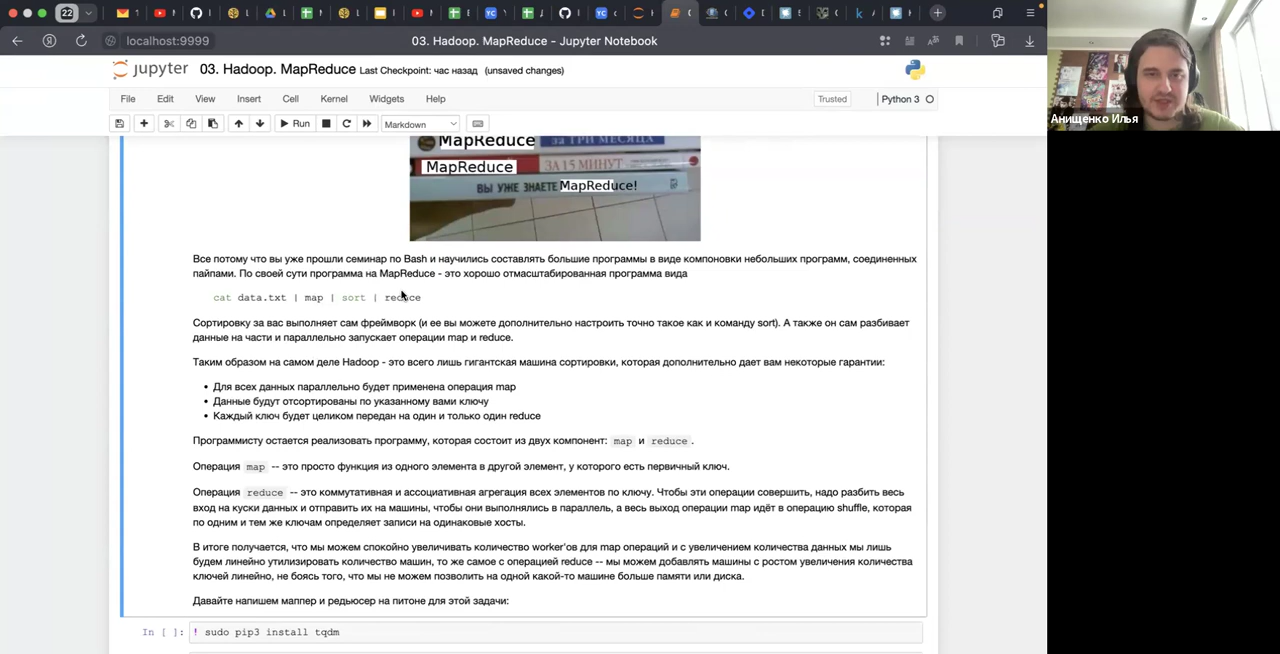 22
localhost:9999
03. Hadoop. MapReduce - Jupyter Notebook
jupyter 03. Hadoop. MapReduce Last Checkpoint: час назад (unsaved changes)
File Edit View Insert Cell Kernel Widgets Help
Trusted
Python 3
Run
Markdown
MapReduce ЗА ТРИ МЕСЯЦА
MapReduce ЗА 15 МИНУТ
ВЫ УЖЕ ЗНАЕТЕ MapReduce!
Все потому что вы уже прошли семинар по Bash и научились составлять большие программы в виде компоновки небольших программ, соединенных
пайпами. По своей сути программа на MapReduce - это хорошо отмасштабированная программа вида
cat data.txt | map | sort | reduce
Сортировку за вас выполняет сам фреймворк (и ее вы можете дополнительно настроить точно такое как и команду sort). А также он сам разбивает
данные на части и параллельно запускает операции map и reduce.
Таким образом на самом деле Hadoop - это всего лишь гигантская машина сортировки, которая дополнительно дает вам некоторые гарантии:
• Для всех данных параллельно будет применена операция map
• Данные будут отсортированы по указанному вами ключу
• Каждый ключ будет целиком передан на один и только один reduce
Программисту остается реализовать программу, которая состоит из двух компонент: map и reduce.
Операция map -- это просто функция из одного элемента в другой элемент, у которого есть первичный ключ.
Операция reduce -- это коммутативная и ассоциативная агрегация всех элементов по ключу. Чтобы эти операции совершить, надо разбить весь
вход на куски данных и отправить их на машины, чтобы они выполнялись в параллель, а весь выход операции map идёт в операцию shuffle, которая
по одним и тем же ключам определяет записи на одинаковые хосты.
В итоге получается, что мы можем спокойно увеличивать количество worker'ов для map операций и с увеличением количества данных мы лишь
будем линейно утилизировать количество машин, то же самое с операцией reduce -- мы можем добавлять машины с ростом увеличения количества
ключей линейно, не боясь того, что мы не можем позволить на одной какой-то машине больше памяти или диска.
Давайте напишем маппер и редьюсер на питоне для этой задачи:
In [ ]: ! sudo pip3 install tqdm
Анищенко Илья